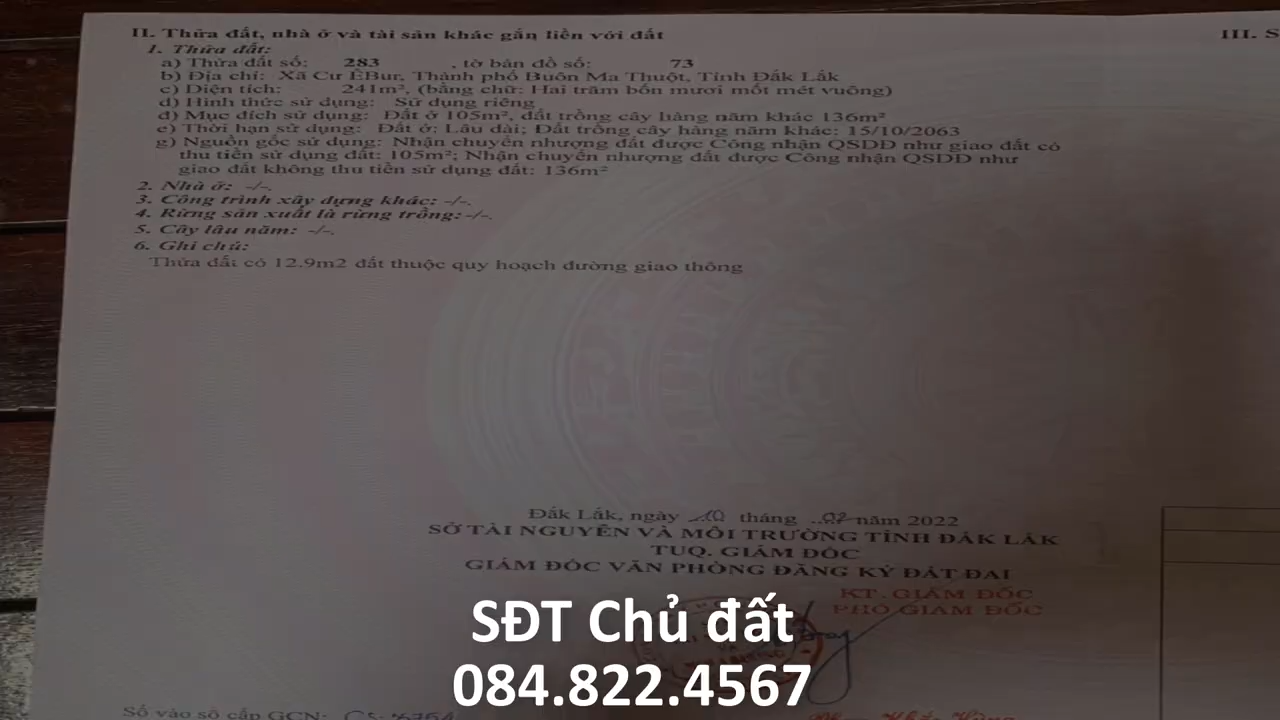 II. Thửa đất, nhà ở và tài sản khác gắn liền với đất
III. S
1. Thửa đất:
a) Thửa đất số: 283 , tờ bản đồ số: 73
b) Địa chỉ: Xã Cư ÊBur, Thành phố Buôn Ma Thuột, Tỉnh Đắk Lắk
c) Diện tích: 241m², (bằng chữ: Hai trăm bốn mươi mốt mét vuông)
d) Hình thức sử dụng: Sử dụng riêng
đ) Mục đích sử dụng: Đất ở 105m², đất trồng cây hàng năm khác 136m²
e) Thời hạn sử dụng: Đất ở: Lâu dài; Đất trồng cây hàng năm khác: 15/10/2063
g) Nguồn gốc sử dụng: Nhận chuyển nhượng đất được Công nhận QSDĐ như giao đất có
thu tiền sử dụng đất: 105m²; Nhận chuyển nhượng đất được Công nhận QSDĐ như
giao đất không thu tiền sử dụng đất: 136m²
2. Nhà ở: -/-.
3. Công trình xây dựng khác: -/-.
4. Rừng sản xuất là rừng trồng: -/-.
5. Cây lâu năm: -/-.
6. Ghi chú:
Thửa đất có 12.9m2 đất thuộc quy hoạch đường giao thông
Đắk Lắk, ngày 10 tháng 02 năm 2022
SỞ TÀI NGUYÊN VÀ MÔI TRƯỜNG TỈNH ĐẮK LẮK
TUQ. GIÁM ĐỐC
GIÁM ĐỐC VĂN PHÒNG ĐĂNG KÝ ĐẤT ĐAI
KT. GIÁM ĐỐC
PHÓ GIÁM ĐỐC
SĐT Chủ đất
084.822.4567
Số vào sổ cấp GCN: